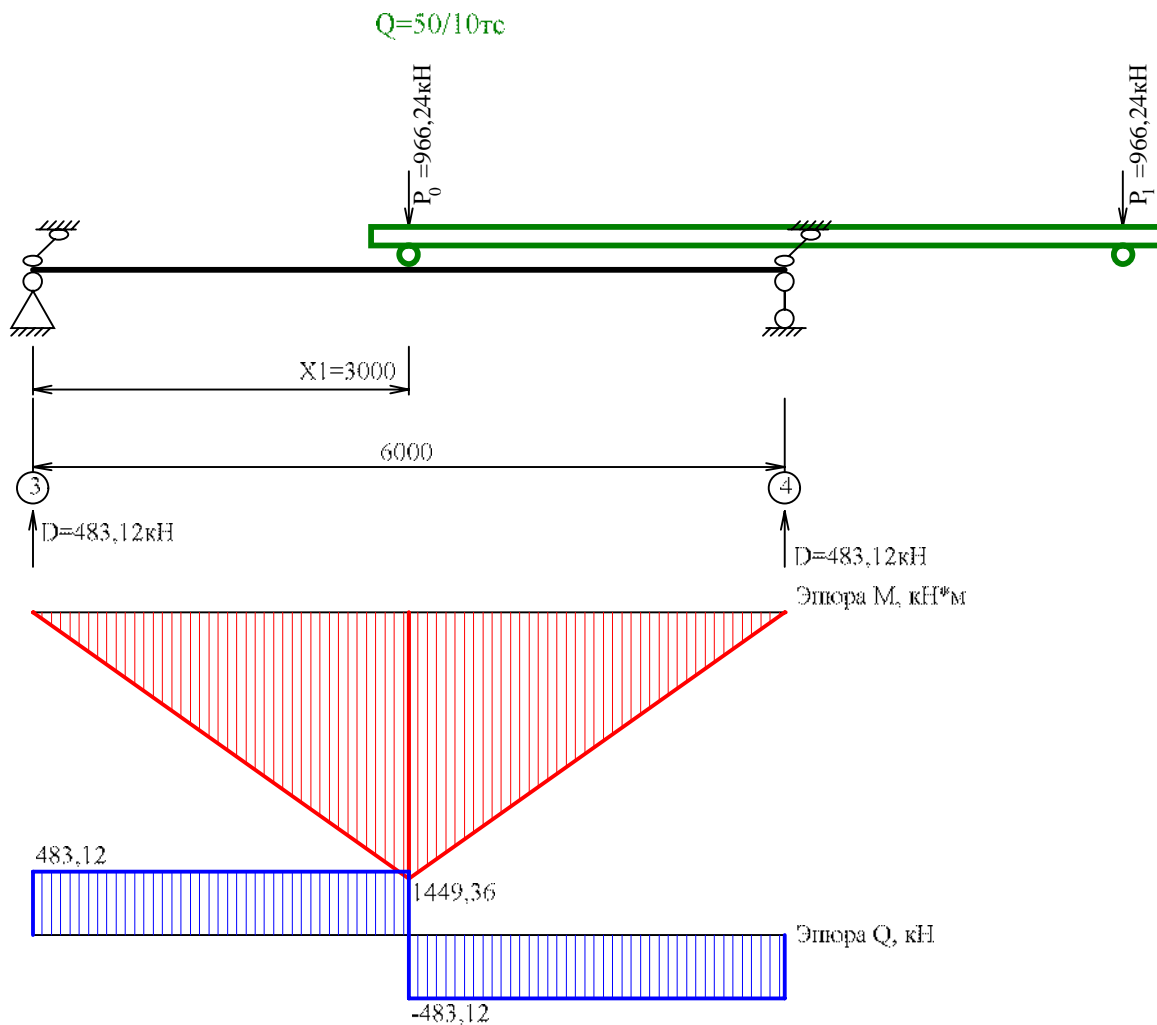 Q=50/10тс
P0 =966,24кН
P1 =966,24кН
X1=3000
6000
3
4
D=483,12кН
D=483,12кН
Эпюра М, кН*м
483,12
1449,36
Эпюра Q, кН
-483,12